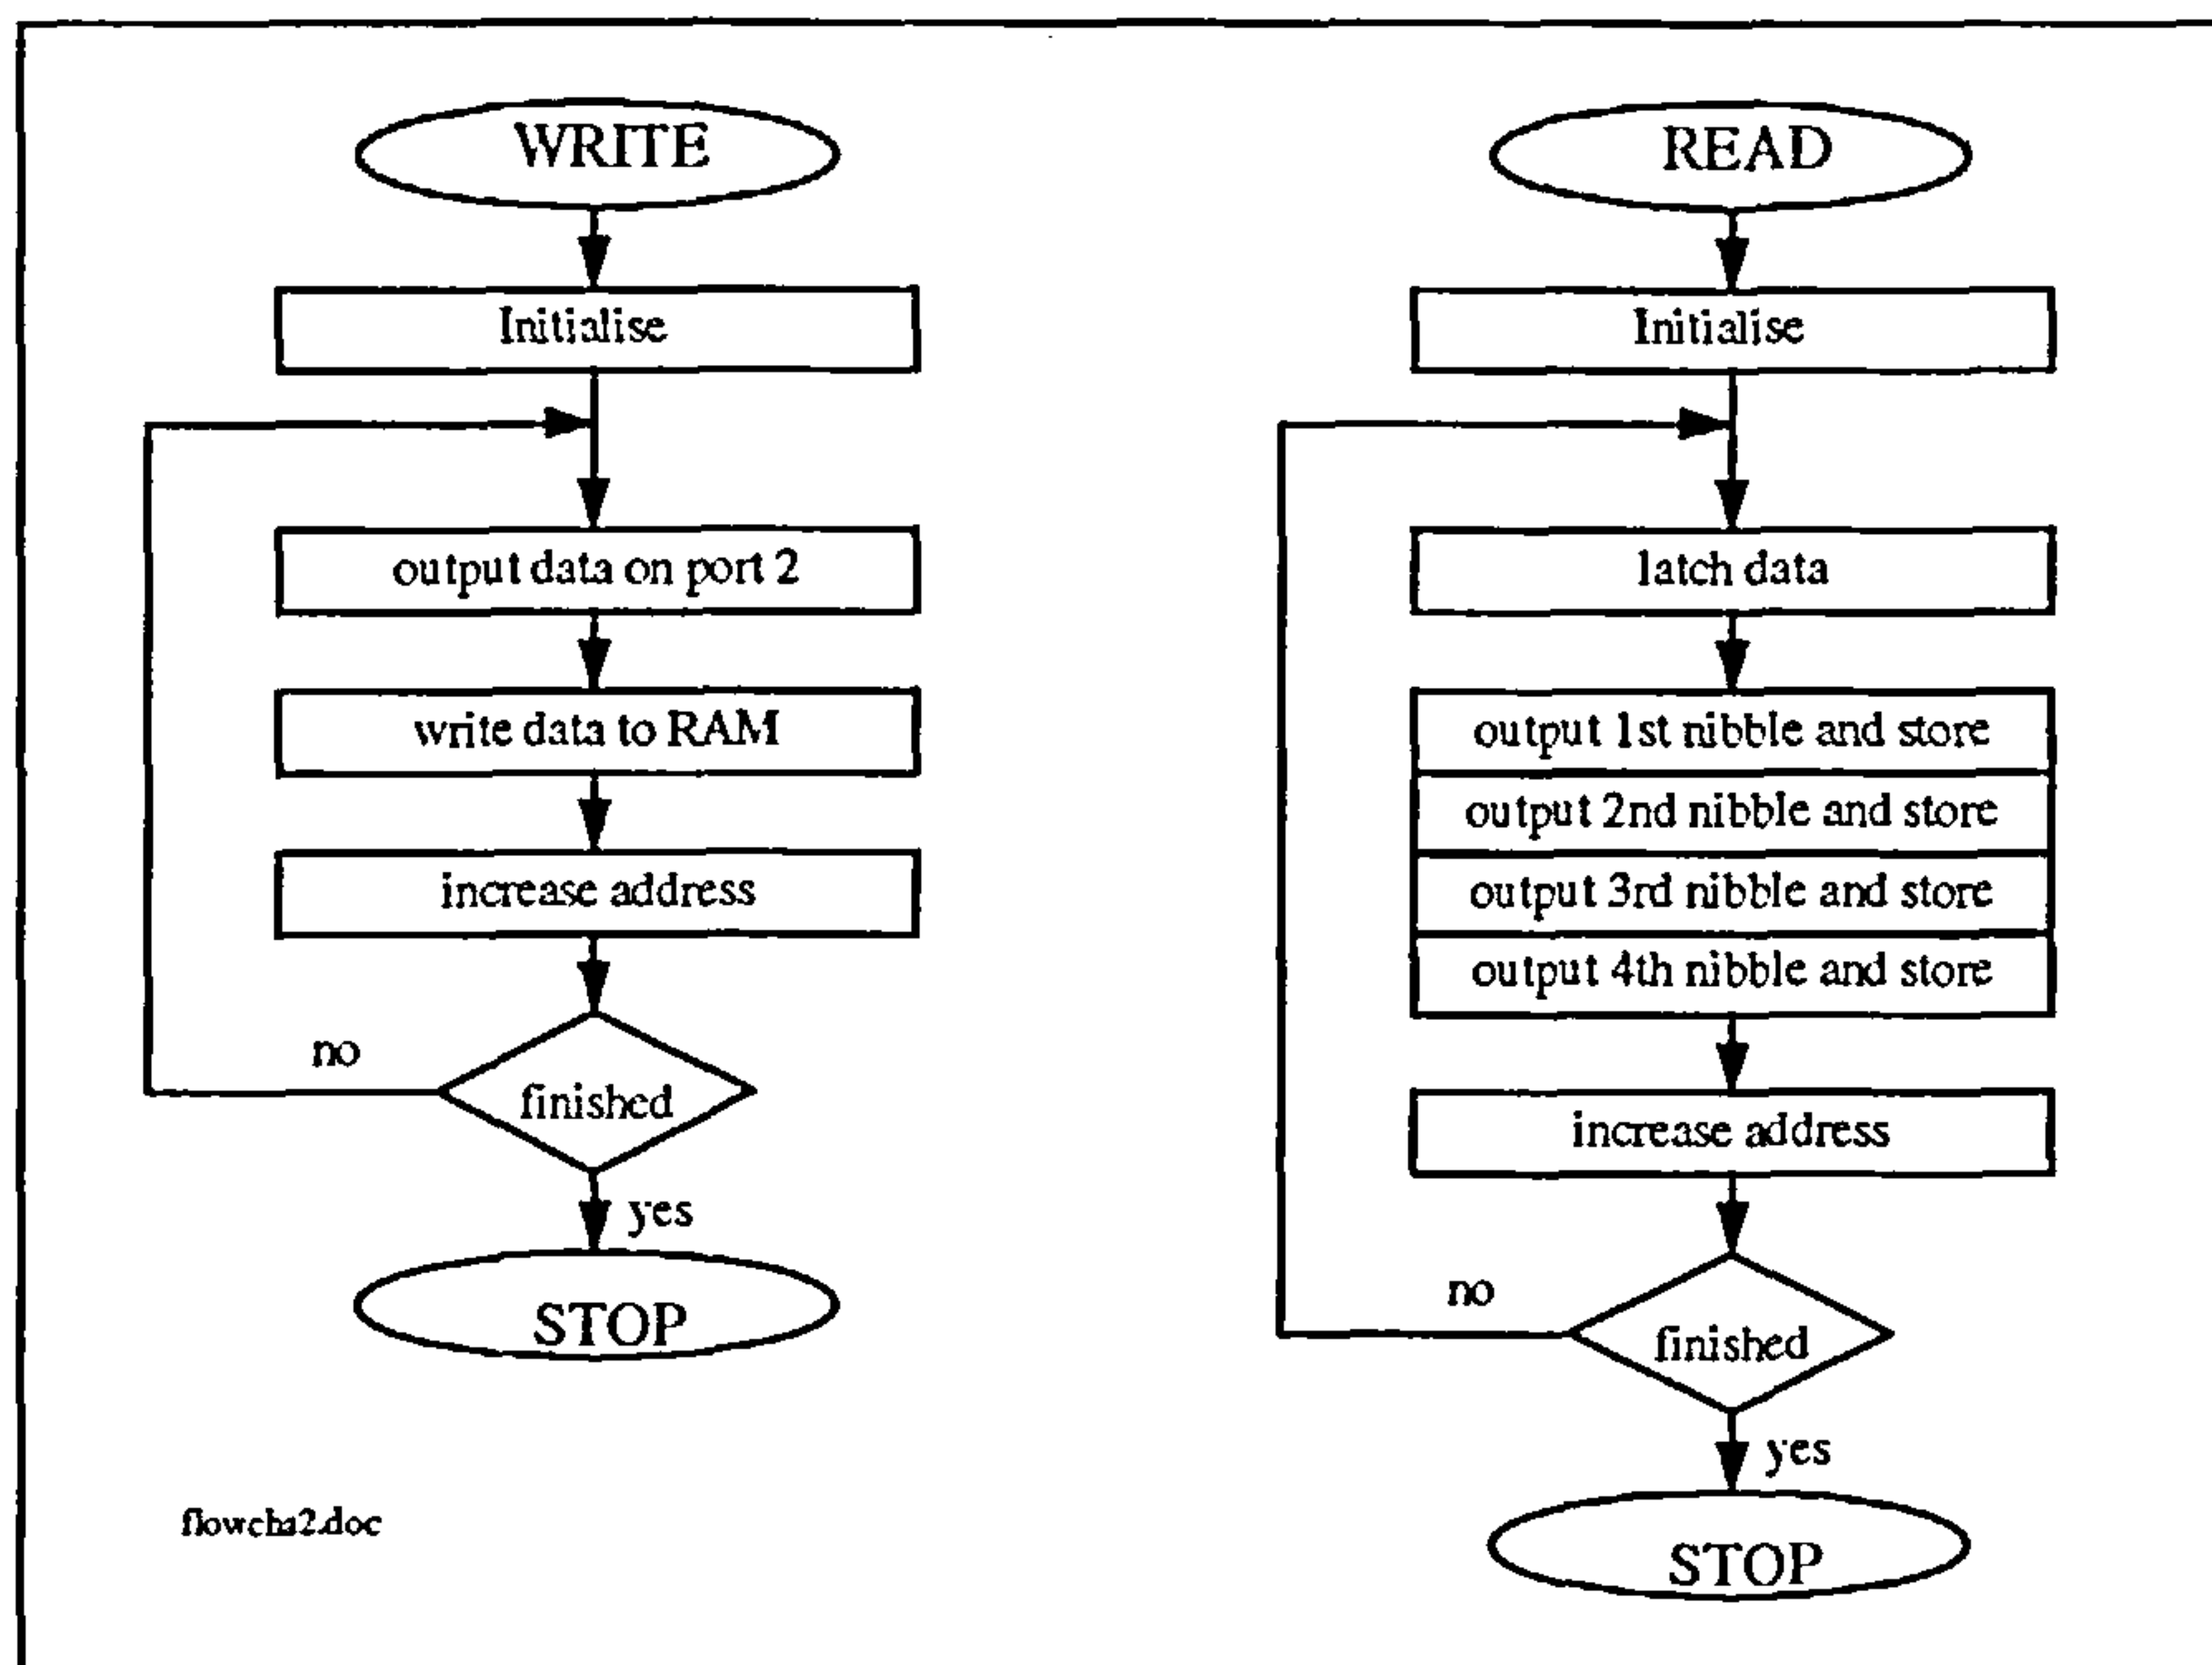 WRITE
Initialise
output data on port 2
write data to RAM
increase address
no
finished
yes
STOP
READ
Initialise
latch data
output 1st nibble and store
output 2nd nibble and store
output 3rd nibble and store
output 4th nibble and store
increase address
no
finished
yes
STOP
flowcha2.doc